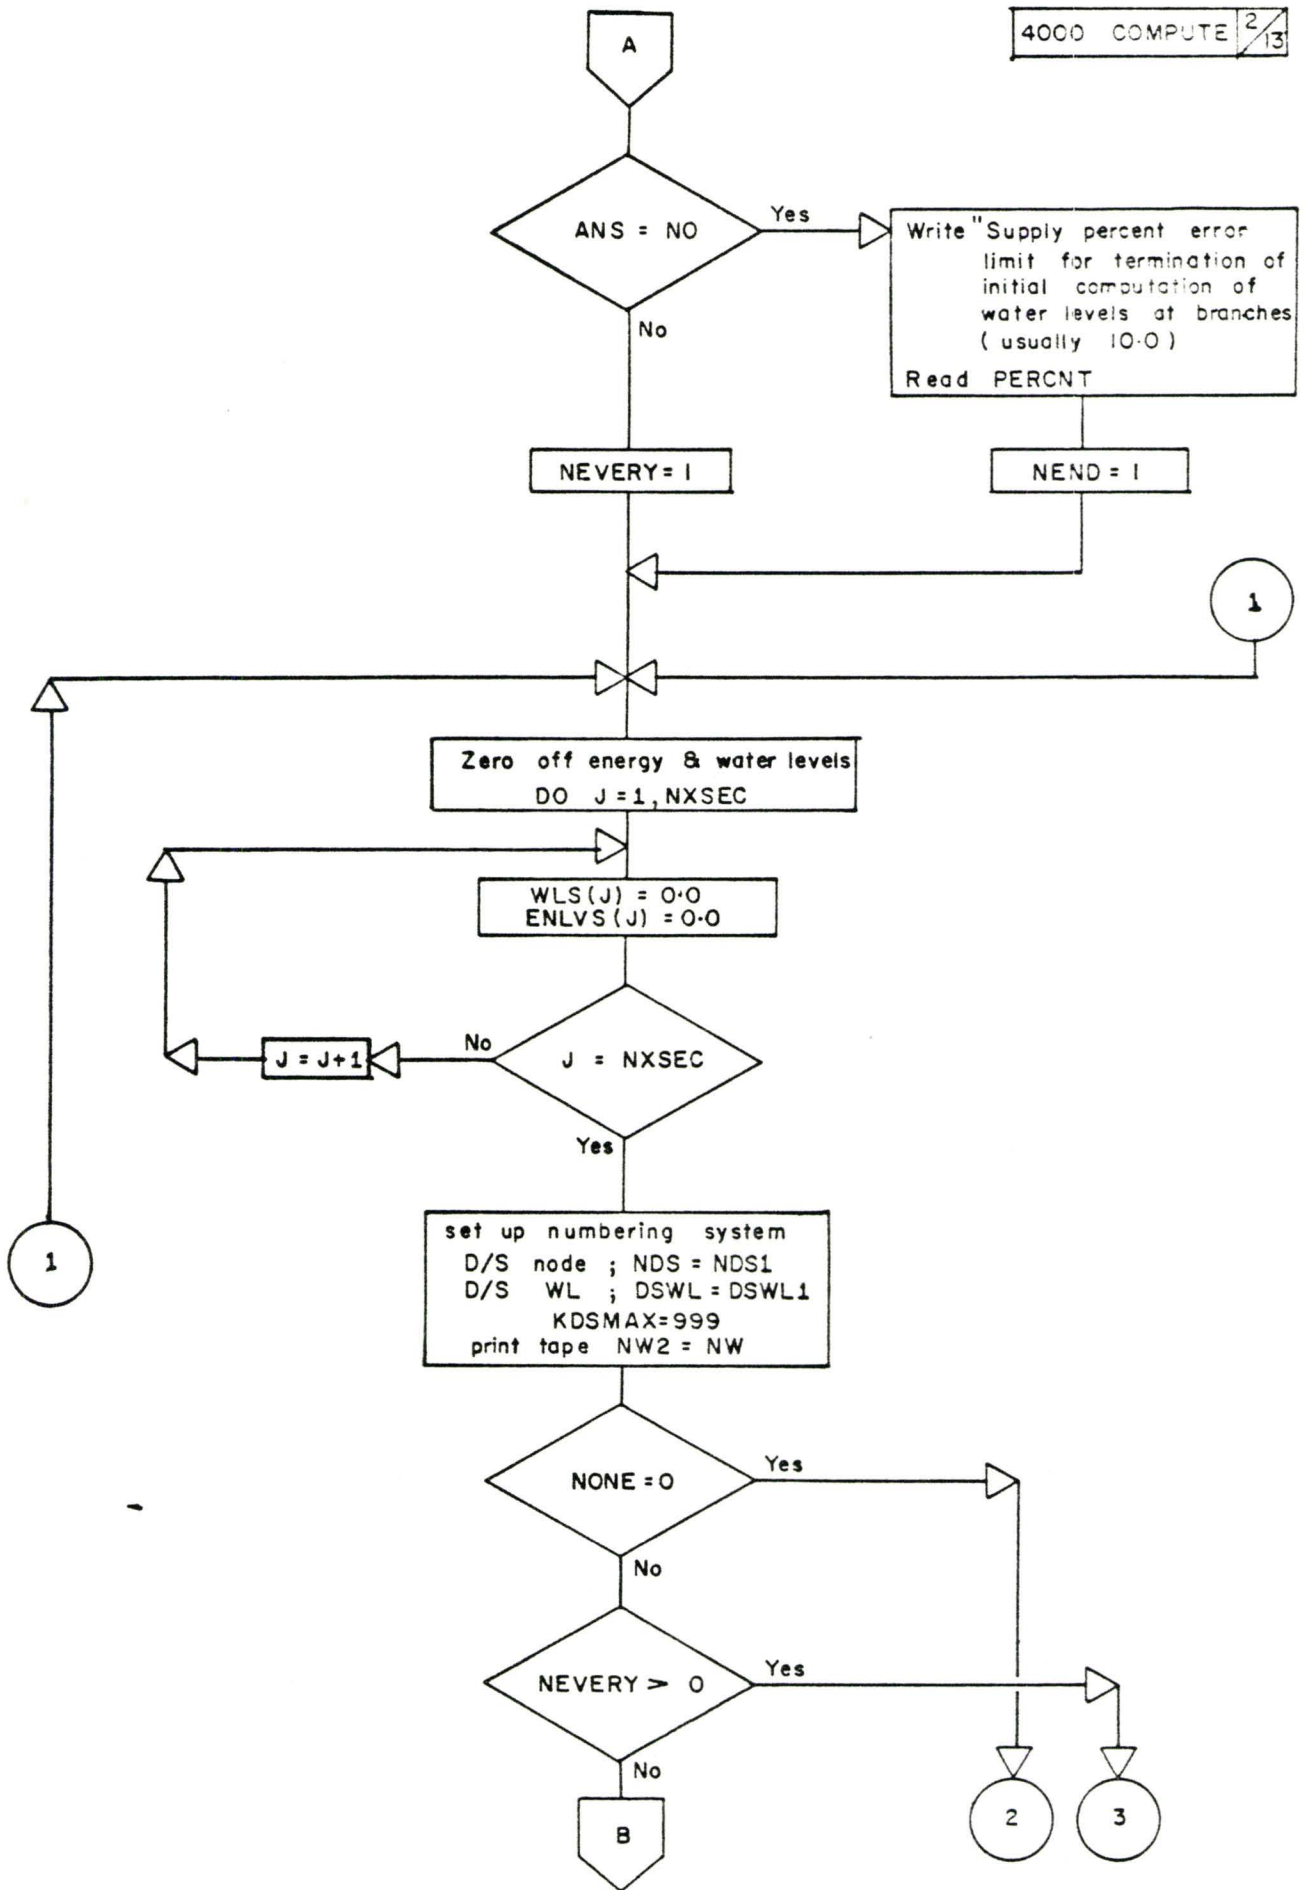 4000 COMPUTE 2/13
A
ANS = NO
Yes
No
Write "Supply percent error
limit for termination of
initial computation of
water levels at branches
( usually 10·0 )
Read PERCNT
NEVERY = 1
NEND = 1
1
Zero off energy & water levels
DO J = 1, NXSEC
WLS(J) = 0·0
ENLVS(J) = 0·0
J = NXSEC
No
J = J+1
Yes
1
set up numbering system
D/S node ; NDS = NDS1
D/S WL ; DSWL = DSWL1
KDSMAX=999
print tape NW2 = NW
NONE = 0
Yes
No
NEVERY > 0
Yes
No
B
2
3